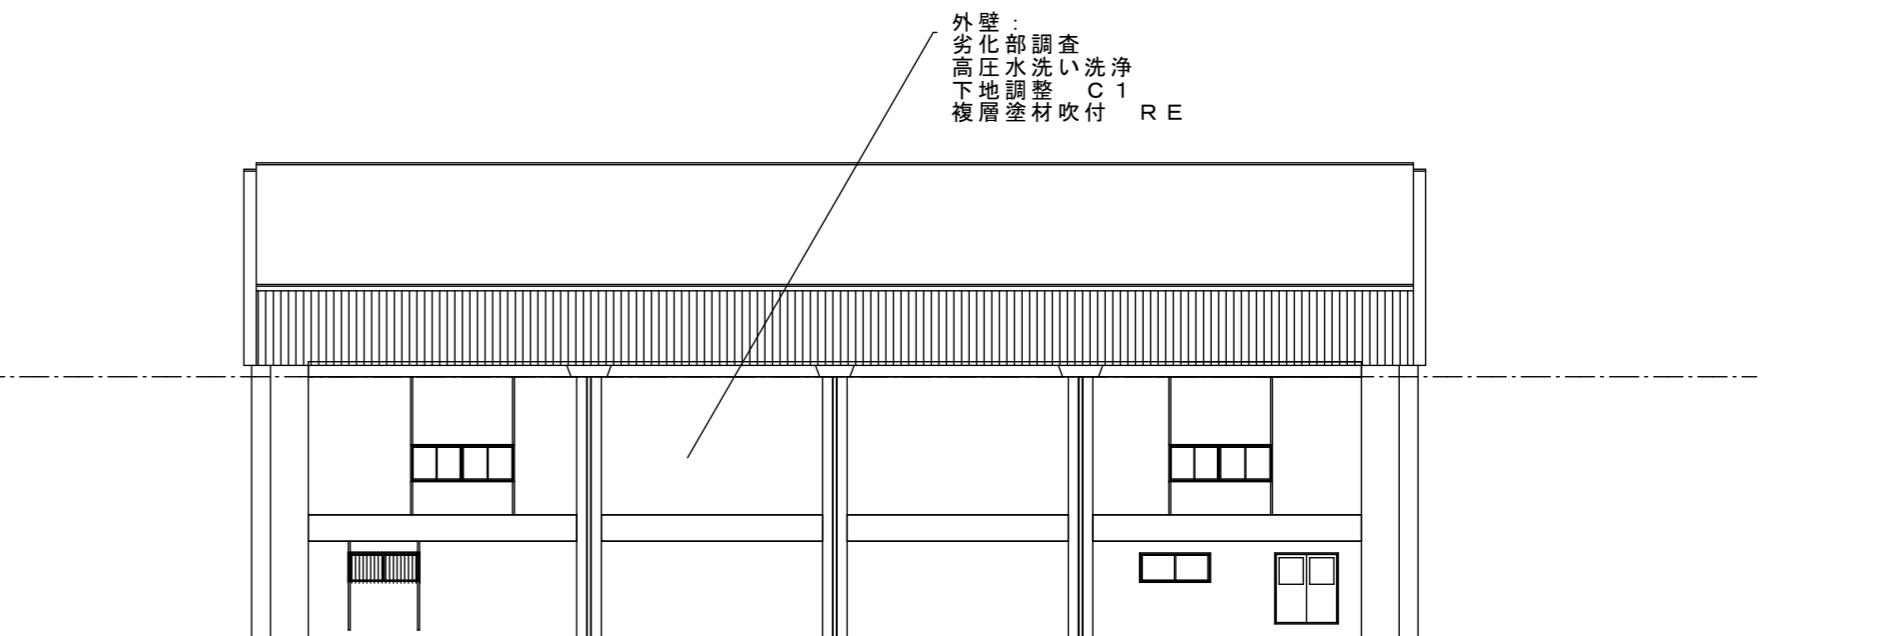 外壁：
劣化部調査
高圧水洗い洗浄
下地調整　Ｃ１
複層塗材吹付　ＲＥ